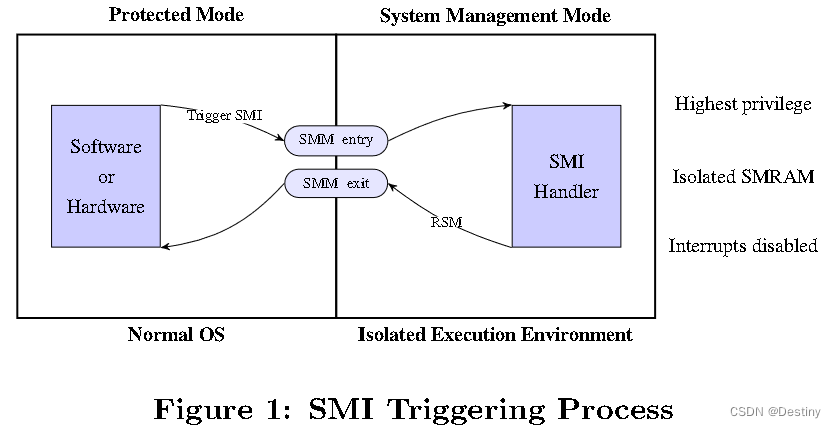 Protected Mode
System Management Mode
Trigger SMI
SMM entry
Software
or
Hardware
SMM exit
RSM
SMI
Handler
Highest privilege
Isolated SMRAM
Interrupts disabled
Normal OS
Isolated Execution Environment
Figure 1: SMI Triggering Process
CSDN @Destiny